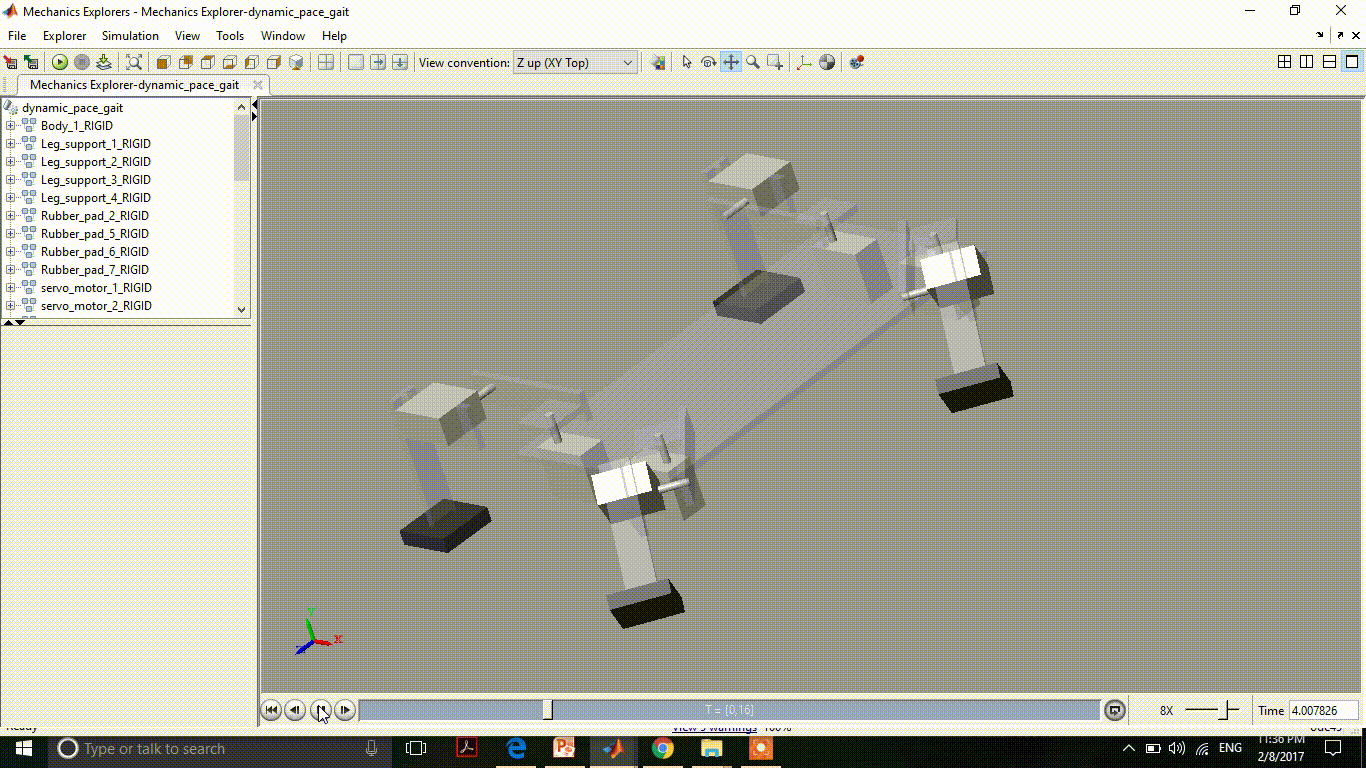 Mechanics Explorers - Mechanics Explorer-dynamic_pace_gait
File Explorer Simulation View Tools Window Help
View convention: Z up (XY Top)
Mechanics Explorer-dynamic_pace_gait
dynamic_pace_gait
Body_1_RIGID
Leg_support_1_RIGID
Leg_support_2_RIGID
Leg_support_3_RIGID
Leg_support_4_RIGID
Rubber_pad_2_RIGID
Rubber_pad_5_RIGID
Rubber_pad_6_RIGID
Rubber_pad_7_RIGID
servo_motor_1_RIGID
servo_motor_2_RIGID
Y
X
T = [0,16]
8X
Time 4.007826
Ready View 9 warnings 100%
Type or talk to search
ENG
11:36 PM
2/8/2017